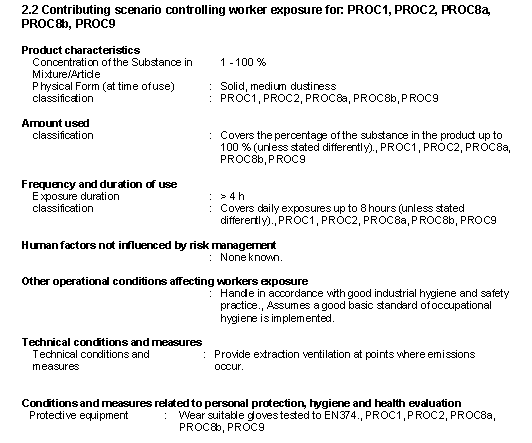 2.2 Contributing scenario controlling worker exposure for: PROC1, PROC2, PROC8a,
PROC8b, PROC9
Product characteristics
Concentration of the Substance in 1 - 100 %
Mixture/Article
Physical Form (at time of use) : Solid, medium dustiness
classification : PROC1, PROC2, PROC8a, PROC8b, PROC9
Amount used
classification : Covers the percentage of the substance in the product up to
100 % (unless stated differently)., PROC1, PROC2, PROC8a,
PROC8b, PROC9
Frequency and duration of use
Exposure duration : > 4 h
classification : Covers daily exposures up to 8 hours (unless stated
differently)., PROC1, PROC2, PROC8a, PROC8b, PROC9
Human factors not influenced by risk management
: None known.
Other operational conditions affecting workers exposure
: Handle in accordance with good industrial hygiene and safety
practice., Assumes a good basic standard of occupational
hygiene is implemented.
Technical conditions and measures
Technical conditions and : Provide extraction ventilation at points where emissions
measures occur.
Conditions and measures related to personal protection, hygiene and health evaluation
Protective equipment : Wear suitable gloves tested to EN374., PROC1, PROC2, PROC8a,
PROC8b, PROC9